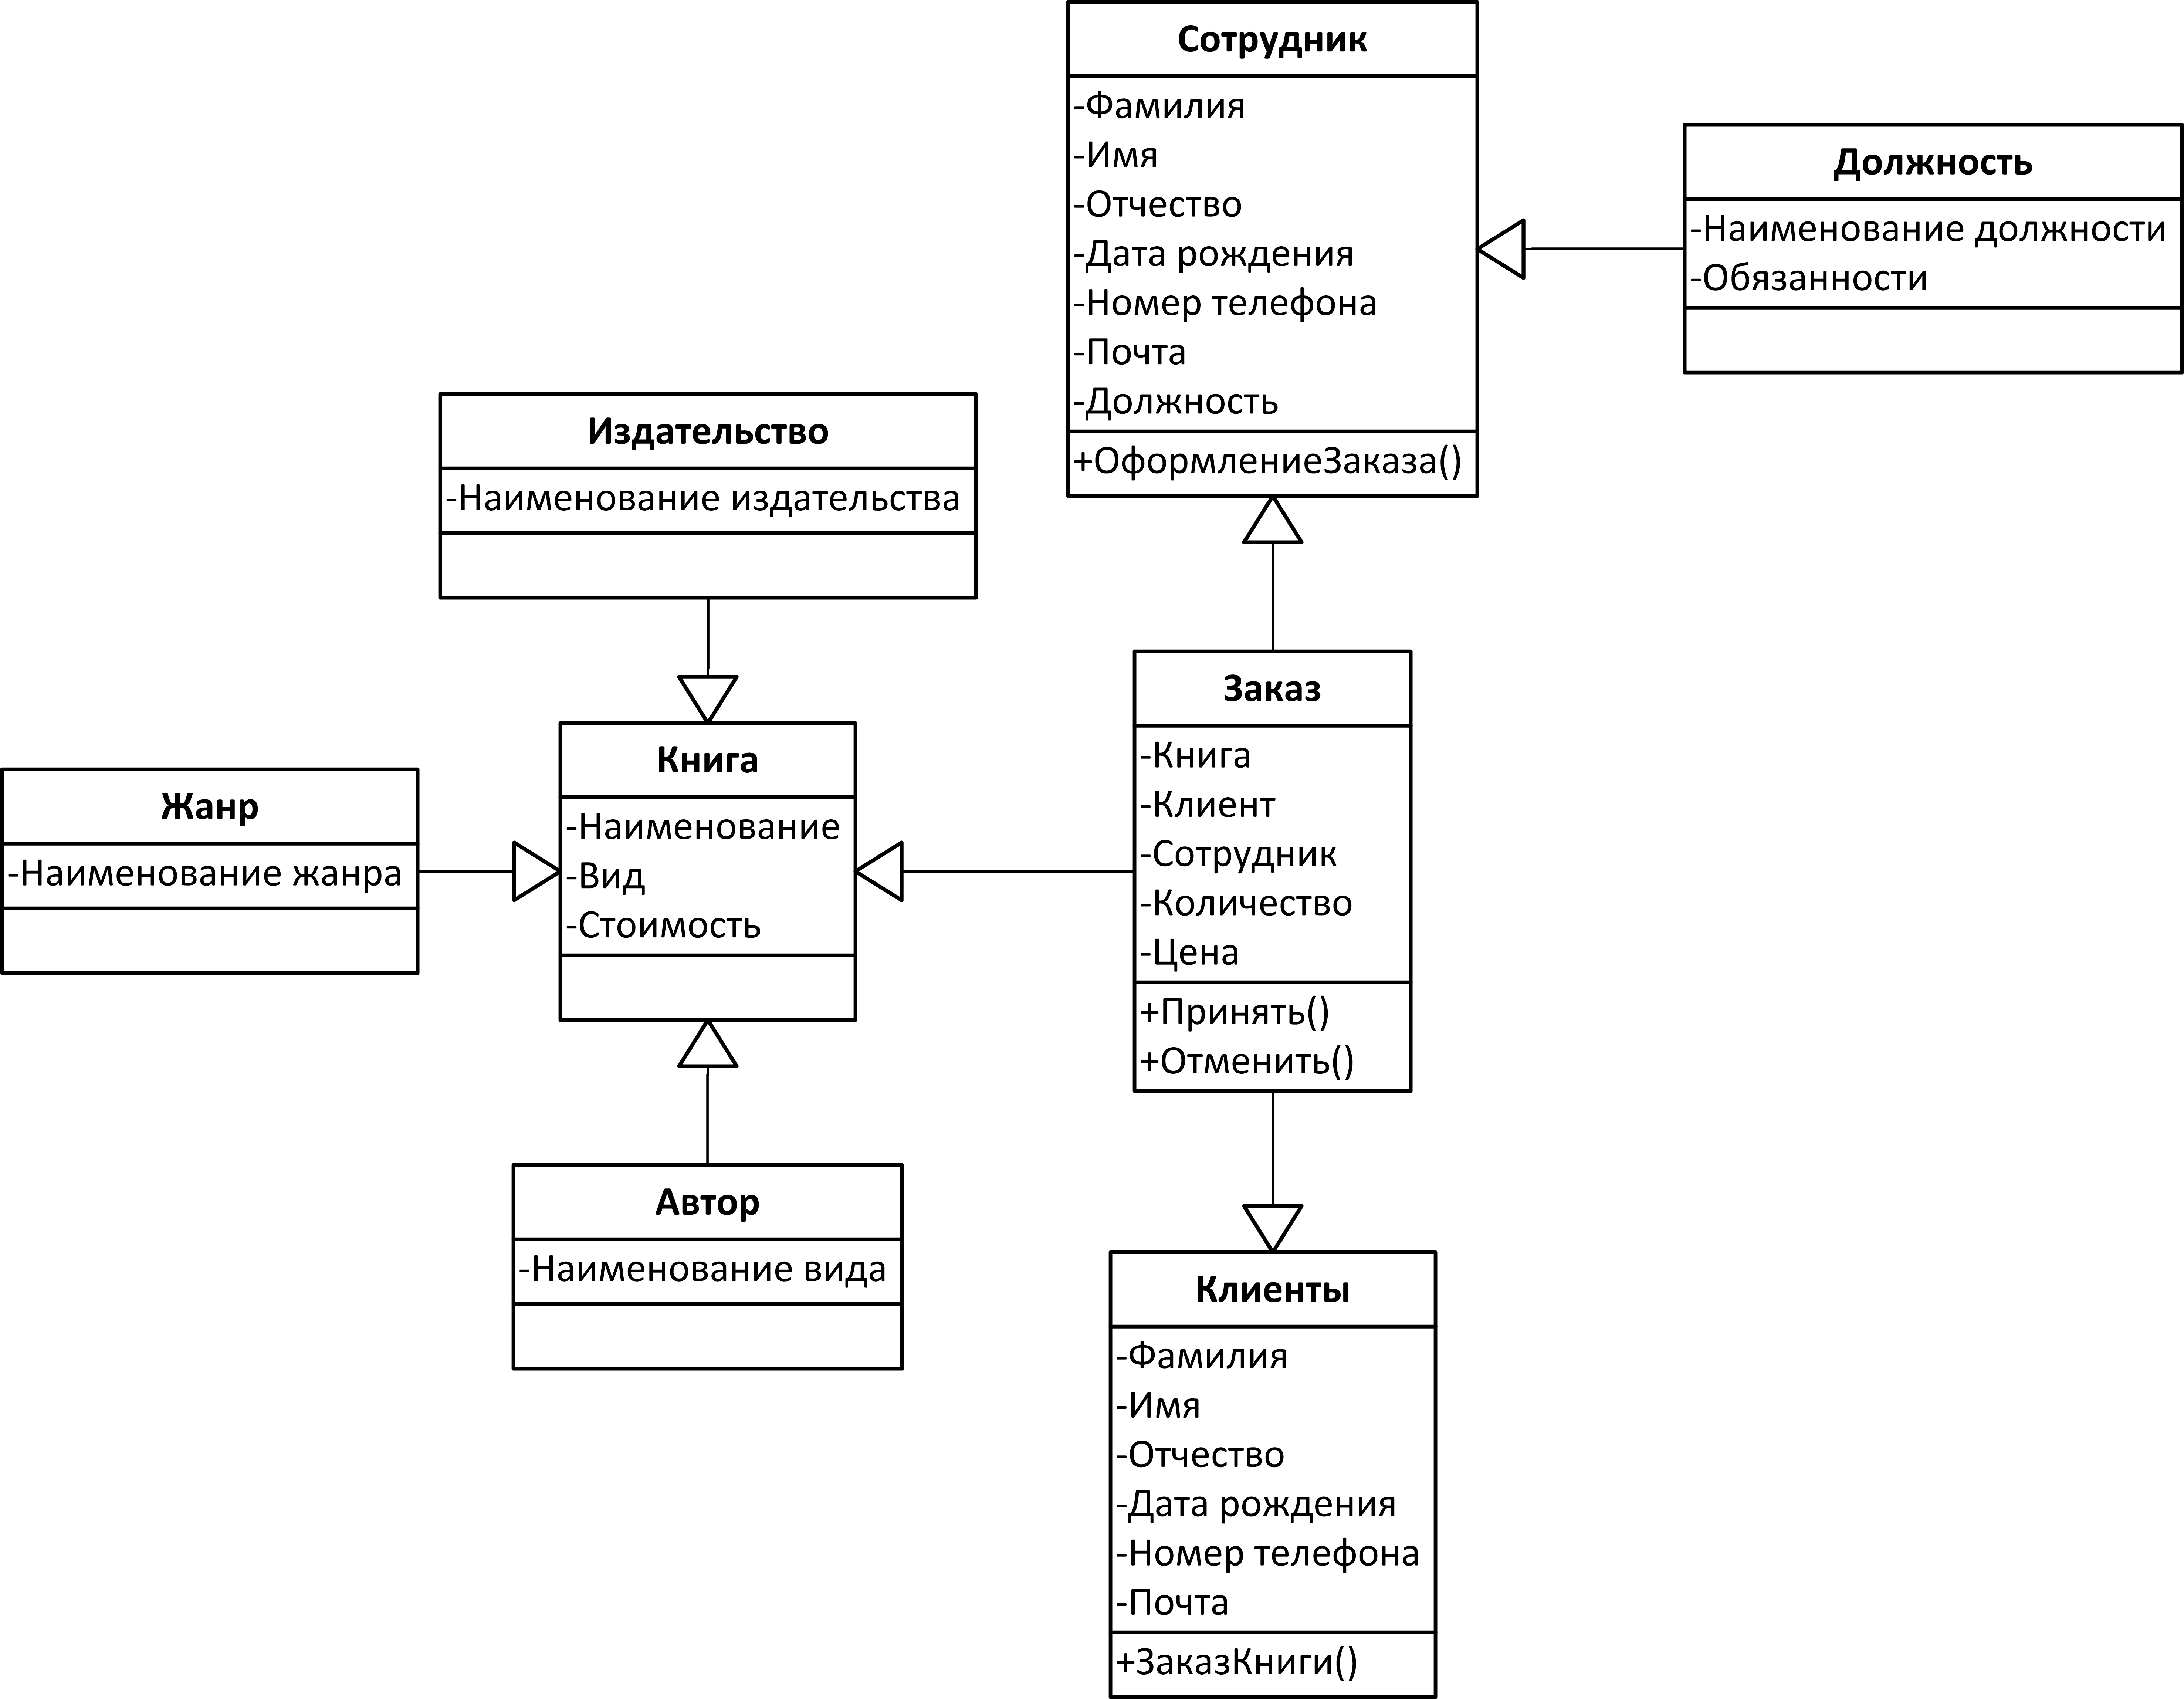 Сотрудник
-Фамилия
-Имя
-Отчество
-Дата рождения
-Номер телефона
-Почта
-Должность
+ОформлениеЗаказа()
Должность
-Наименование должности
-Обязанности
Издательство
-Наименование издательства
Жанр
-Наименование жанра
Книга
-Наименование
-Вид
-Стоимость
Заказ
-Книга
-Клиент
-Сотрудник
-Количество
-Цена
+Принять()
+Отменить()
Автор
-Наименование вида
Клиенты
-Фамилия
-Имя
-Отчество
-Дата рождения
-Номер телефона
-Почта
+ЗаказКниги()